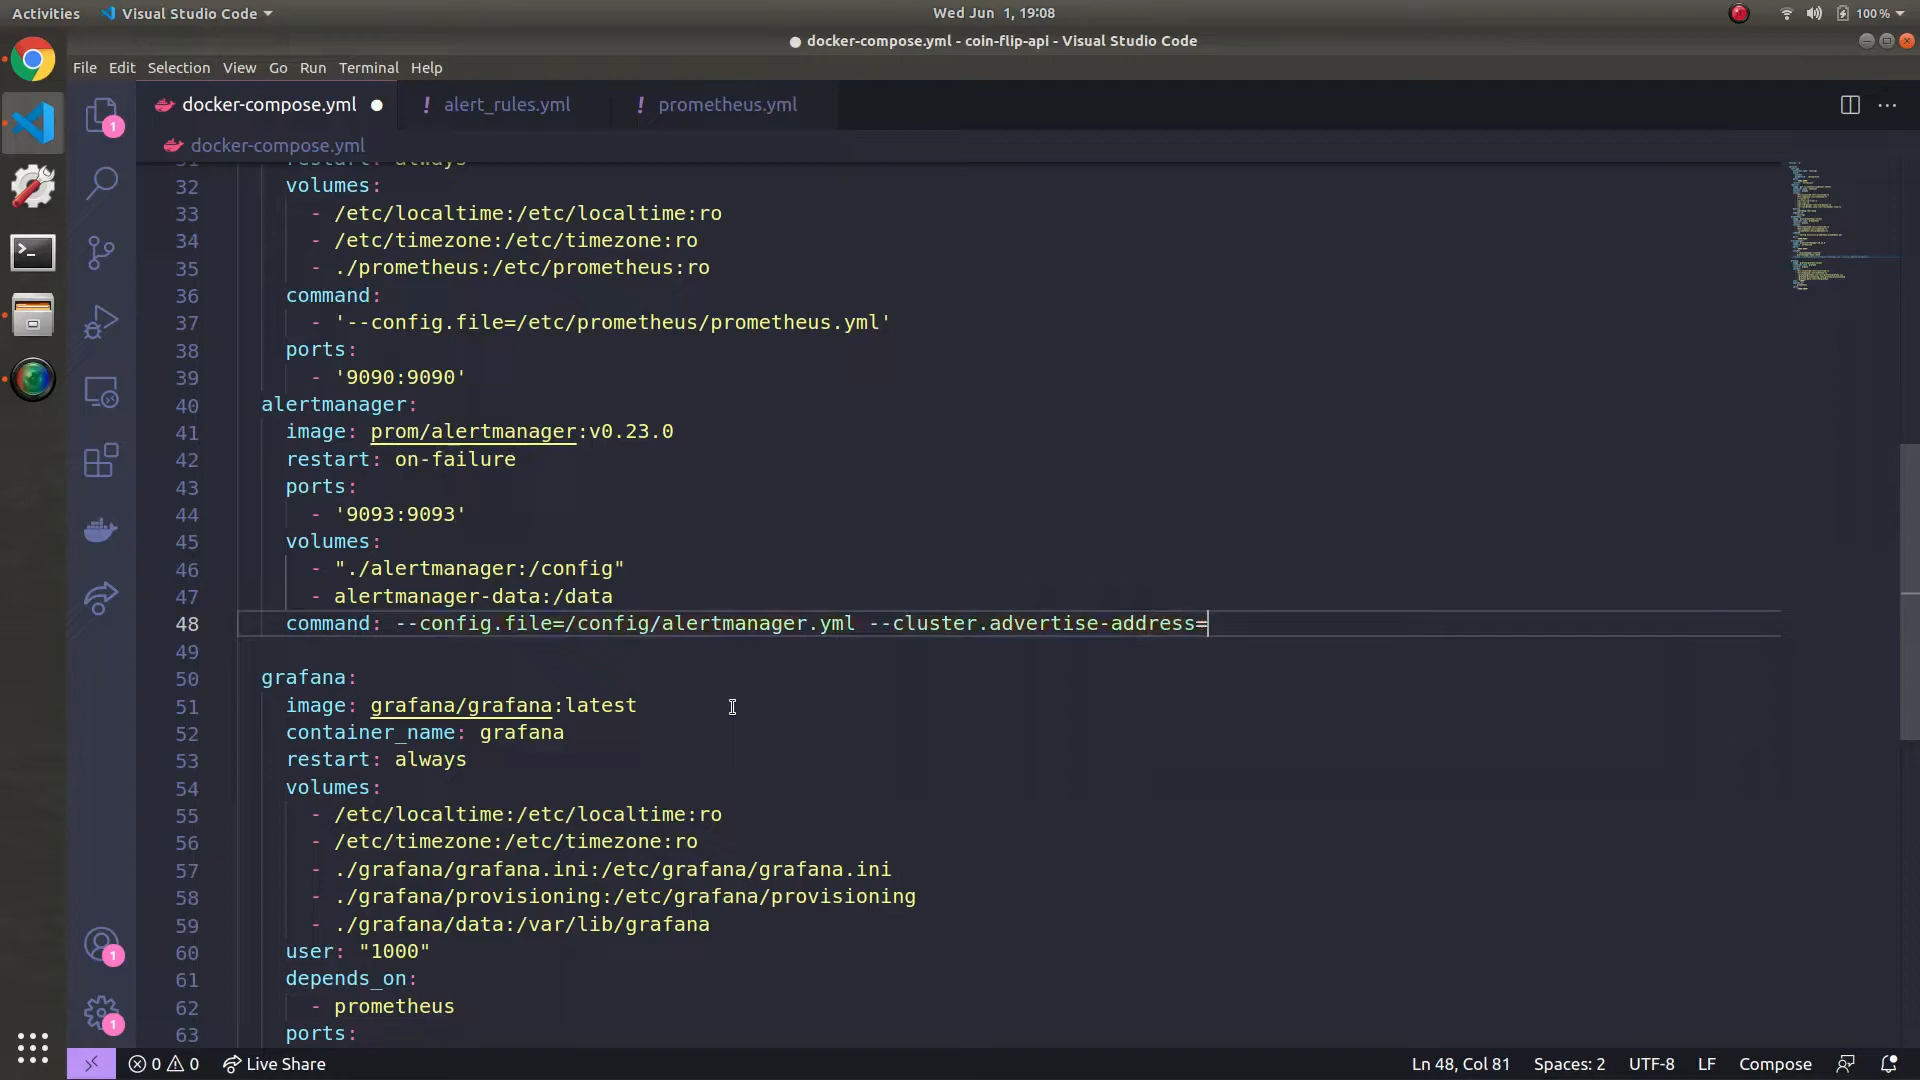 Activities Visual Studio Code Wed Jun 1, 19:08 100 %
docker-compose.yml - coin-flip-api - Visual Studio Code
File Edit Selection View Go Run Terminal Help
docker-compose.yml ! alert_rules.yml ! prometheus.yml
docker-compose.yml
31 restart: always
32 volumes:
33 - /etc/localtime:/etc/localtime:ro
34 - /etc/timezone:/etc/timezone:ro
35 - ./prometheus:/etc/prometheus:ro
36 command:
37 - '--config.file=/etc/prometheus/prometheus.yml'
38 ports:
39 - '9090:9090'
40 alertmanager:
41 image: prom/alertmanager:v0.23.0
42 restart: on-failure
43 ports:
44 - '9093:9093'
45 volumes:
46 - "./alertmanager:/config"
47 - alertmanager-data:/data
48 command: --config.file=/config/alertmanager.yml --cluster.advertise-address=
49
50 grafana:
51 image: grafana/grafana:latest
52 container_name: grafana
53 restart: always
54 volumes:
55 - /etc/localtime:/etc/localtime:ro
56 - /etc/timezone:/etc/timezone:ro
57 - ./grafana/grafana.ini:/etc/grafana/grafana.ini
58 - ./grafana/provisioning:/etc/grafana/provisioning
59 - ./grafana/data:/var/lib/grafana
60 user: "1000"
61 depends_on:
62 - prometheus
63 ports:
1
1
1
0 0 Live Share Ln 48, Col 81 Spaces: 2 UTF-8 LF Compose